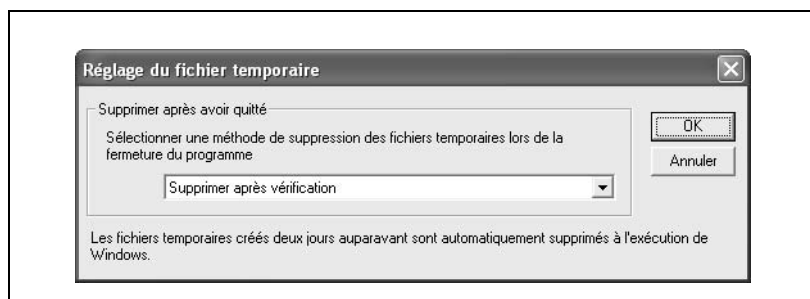 Réglage du fichier temporaire
Supprimer après avoir quitté
Sélectionner une méthode de suppression des fichiers temporaires lors de la
fermeture du programme
Supprimer après vérification
OK
Annuler
Les fichiers temporaires créés deux jours auparavant sont automatiquement supprimés à l'exécution de
Windows.